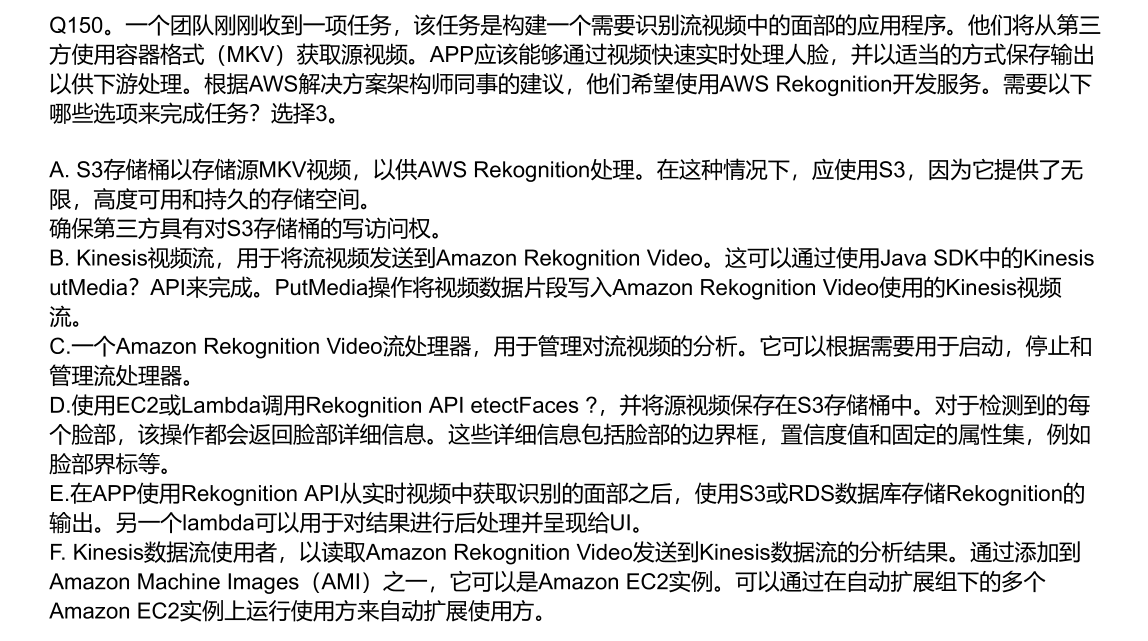 Q150。一个团队刚刚收到一项任务，该任务是构建一个需要识别流视频中的面部的应用程序。他们将从第三
方使用容器格式（MKV）获取源视频。APP应该能够通过视频快速实时处理人脸，并以适当的方式保存输出
以供下游处理。根据AWS解决方案架构师同事的建议，他们希望使用AWS Rekognition开发服务。需要以下
哪些选项来完成任务？选择3。
A. S3存储桶以存储源MKV视频，以供AWS Rekognition处理。在这种情况下，应使用S3，因为它提供了无
限，高度可用和持久的存储空间。
确保第三方具有对S3存储桶的写访问权。
B. Kinesis视频流，用于将流视频发送到Amazon Rekognition Video。这可以通过使用Java SDK中的Kinesis
utMedia？API来完成。PutMedia操作将视频数据片段写入Amazon Rekognition Video使用的Kinesis视频
流。
C.一个Amazon Rekognition Video流处理器，用于管理对流视频的分析。它可以根据需要用于启动，停止和
管理流处理器。
D.使用EC2或Lambda调用Rekognition API etectFaces ?，并将源视频保存在S3存储桶中。对于检测到的每
个脸部，该操作都会返回脸部详细信息。这些详细信息包括脸部的边界框，置信度值和固定的属性集，例如
脸部界标等。
E.在APP使用Rekognition API从实时视频中获取识别的面部之后，使用S3或RDS数据库存储Rekognition的
输出。另一个lambda可以用于对结果进行后处理并呈现给UI。
F. Kinesis数据流使用者，以读取Amazon Rekognition Video发送到Kinesis数据流的分析结果。通过添加到
Amazon Machine Images（AMI）之一，它可以是Amazon EC2实例。可以通过在自动扩展组下的多个
Amazon EC2实例上运行使用方来自动扩展使用方。